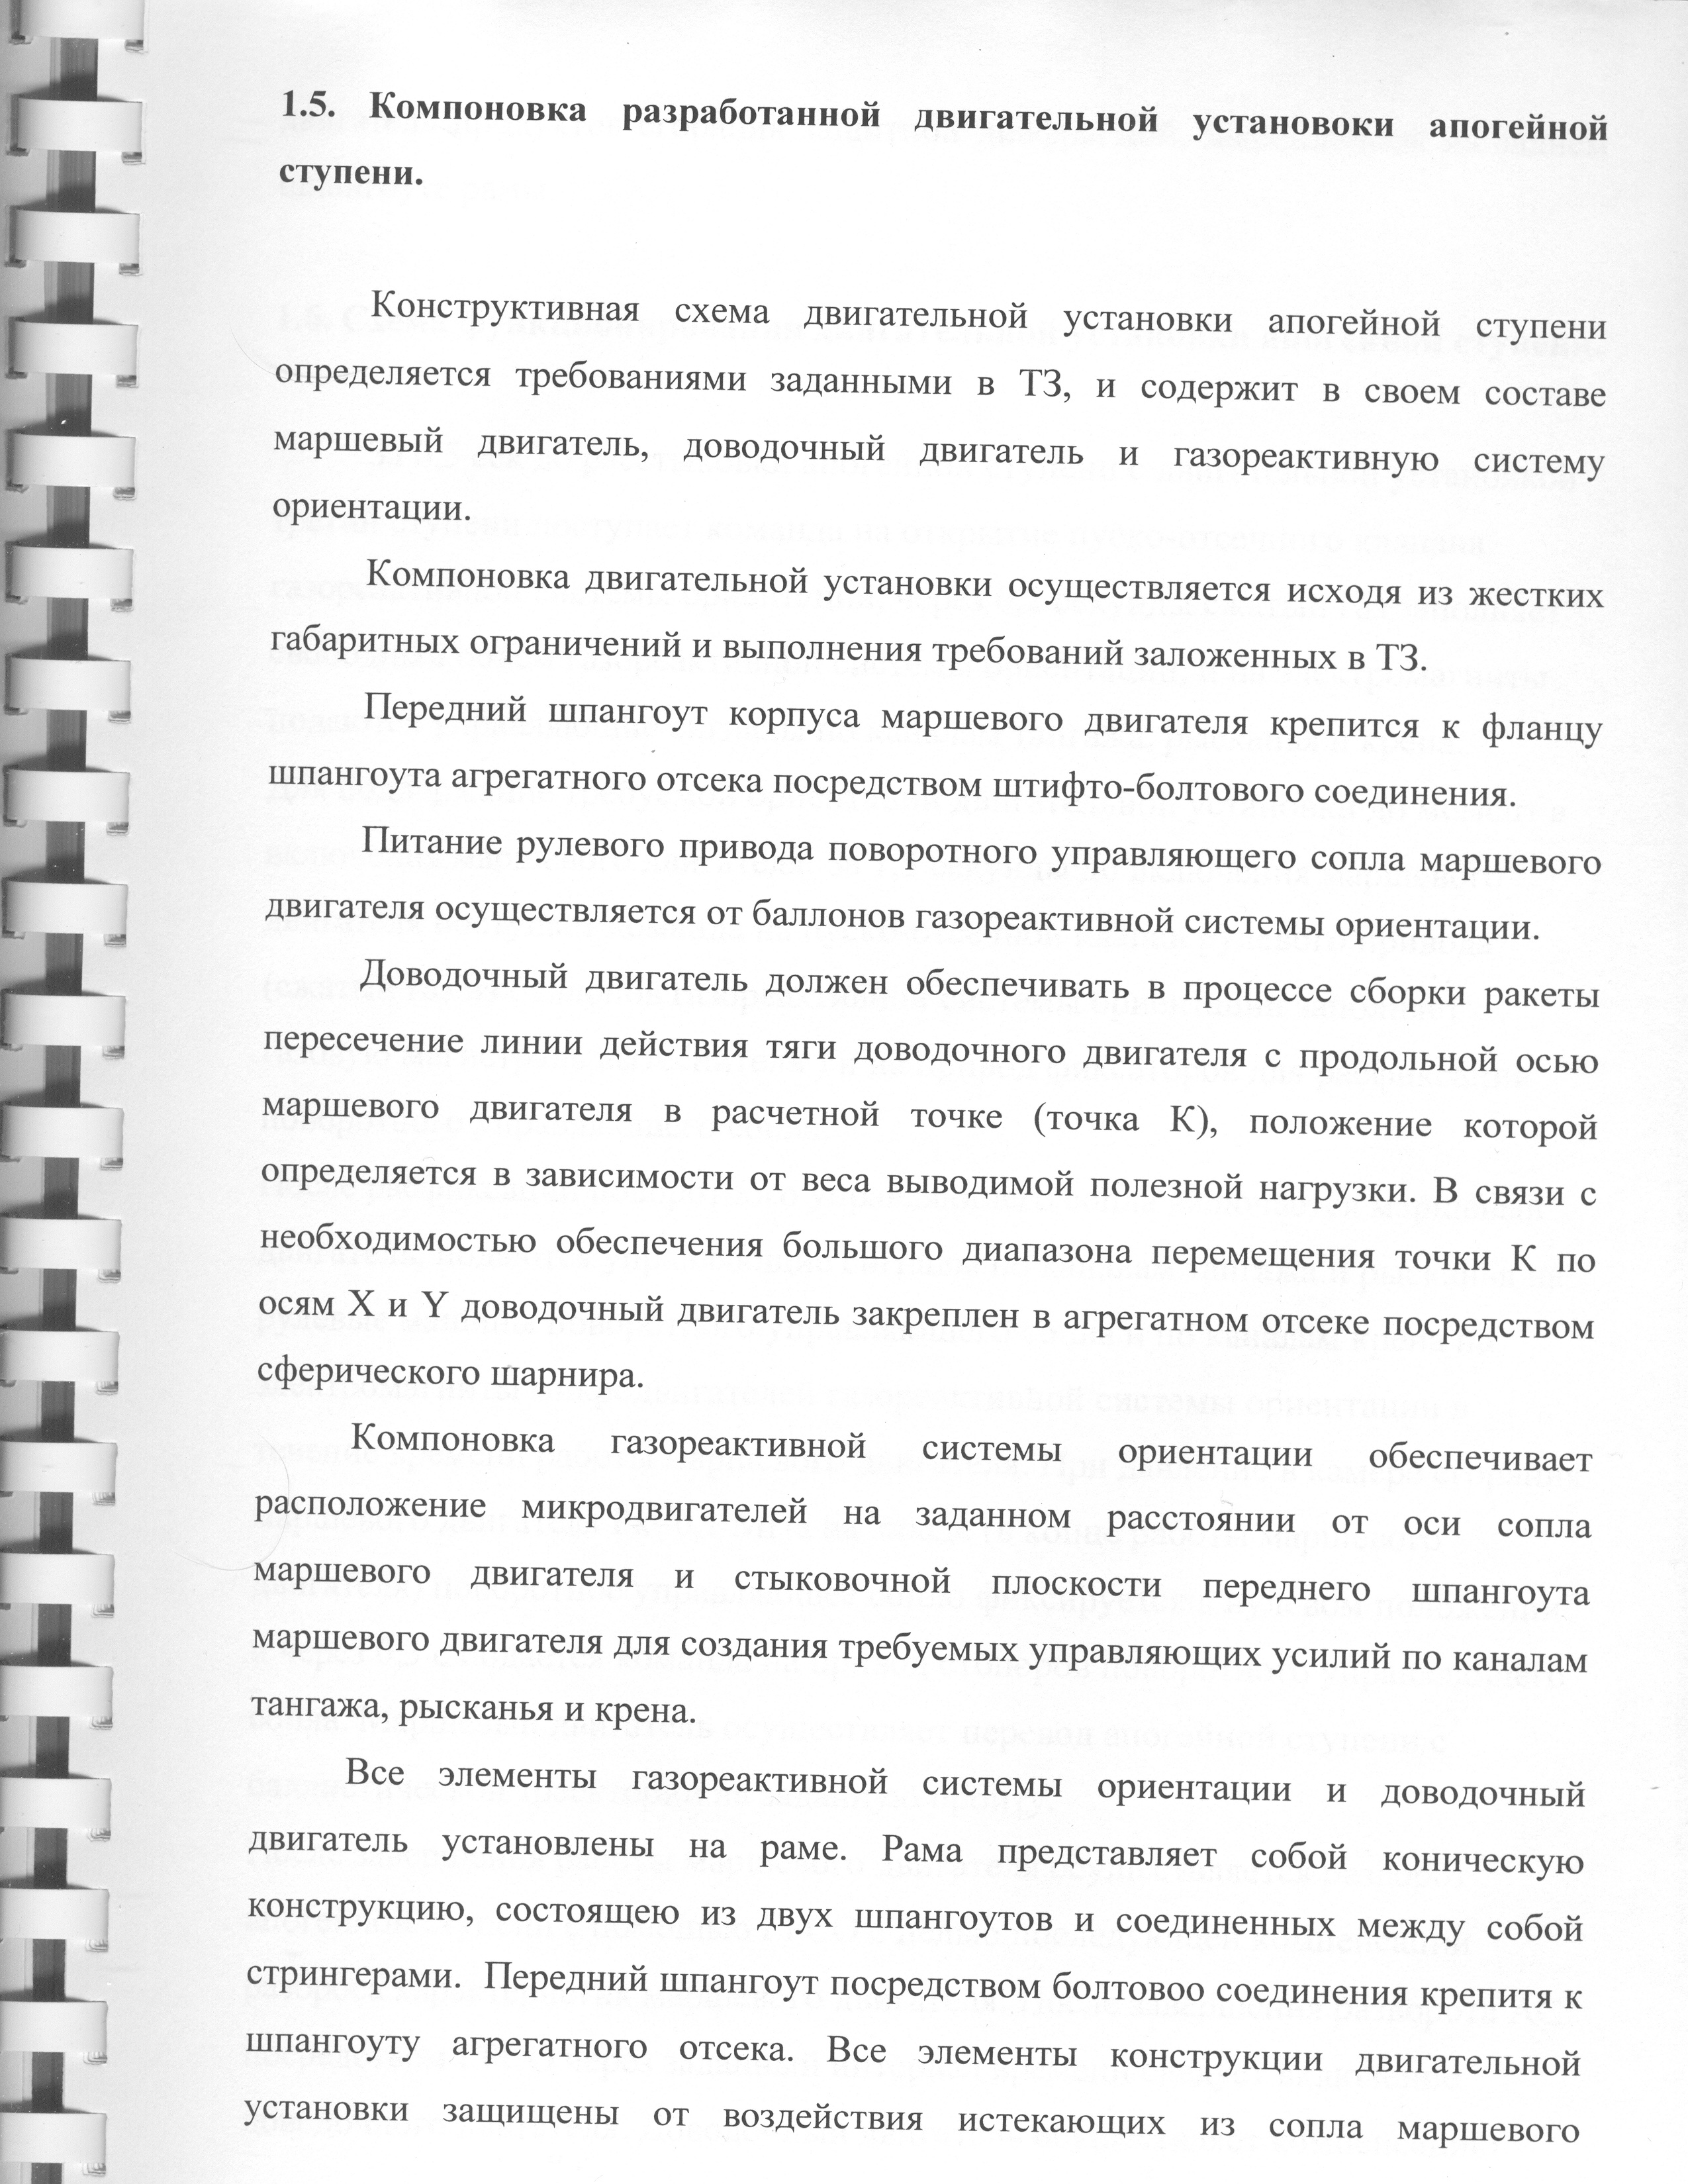 1.5. Компоновка разработанной двигательной установоки апогейной
ступени.
Конструктивная схема двигательной установки апогейной ступени
определяется требованиями заданными в ТЗ, и содержит в своем составе
маршевый двигатель, доводочный двигатель и газореактивную систему
ориентации.
Компоновка двигательной установки осуществляется исходя из жестких
габаритных ограничений и выполнения требований заложенных в ТЗ.
Передний шпангоут корпуса маршевого двигателя крепится к фланцу
шпангоута агрегатного отсека посредством штифто-болтового соединения.
Питание рулевого привода поворотного управляющего сопла маршевого
двигателя осуществляется от баллонов газореактивной системы ориентации.
Доводочный двигатель должен обеспечивать в процессе сборки ракеты
пересечение линии действия тяги доводочного двигателя с продольной осью
маршевого двигателя в расчетной точке (точка К), положение которой
определяется в зависимости от веса выводимой полезной нагрузки. В связи с
необходимостью обеспечения большого диапазона перемещения точки К по
осям X и Y доводочный двигатель закреплен в агрегатном отсеке посредством
сферического шарнира.
Компоновка газореактивной системы ориентации обеспечивает
расположение микродвигателей на заданном расстоянии от оси сопла
маршевого двигателя и стыковочной плоскости переднего шпангоута
маршевого двигателя для создания требуемых управляющих усилий по каналам
тангажа, рысканья и крена.
Все элементы газореактивной системы ориентации и доводочный
двигатель установлены на раме. Рама представляет собой коническую
конструкцию, состоящею из двух шпангоутов и соединенных между собой
стрингерами. Передний шпангоут посредством болтовоо соединения крепитя к
шпангоуту агрегатного отсека. Все элементы конструкции двигательной
установки защищены от воздействия истекающих из сопла маршевого